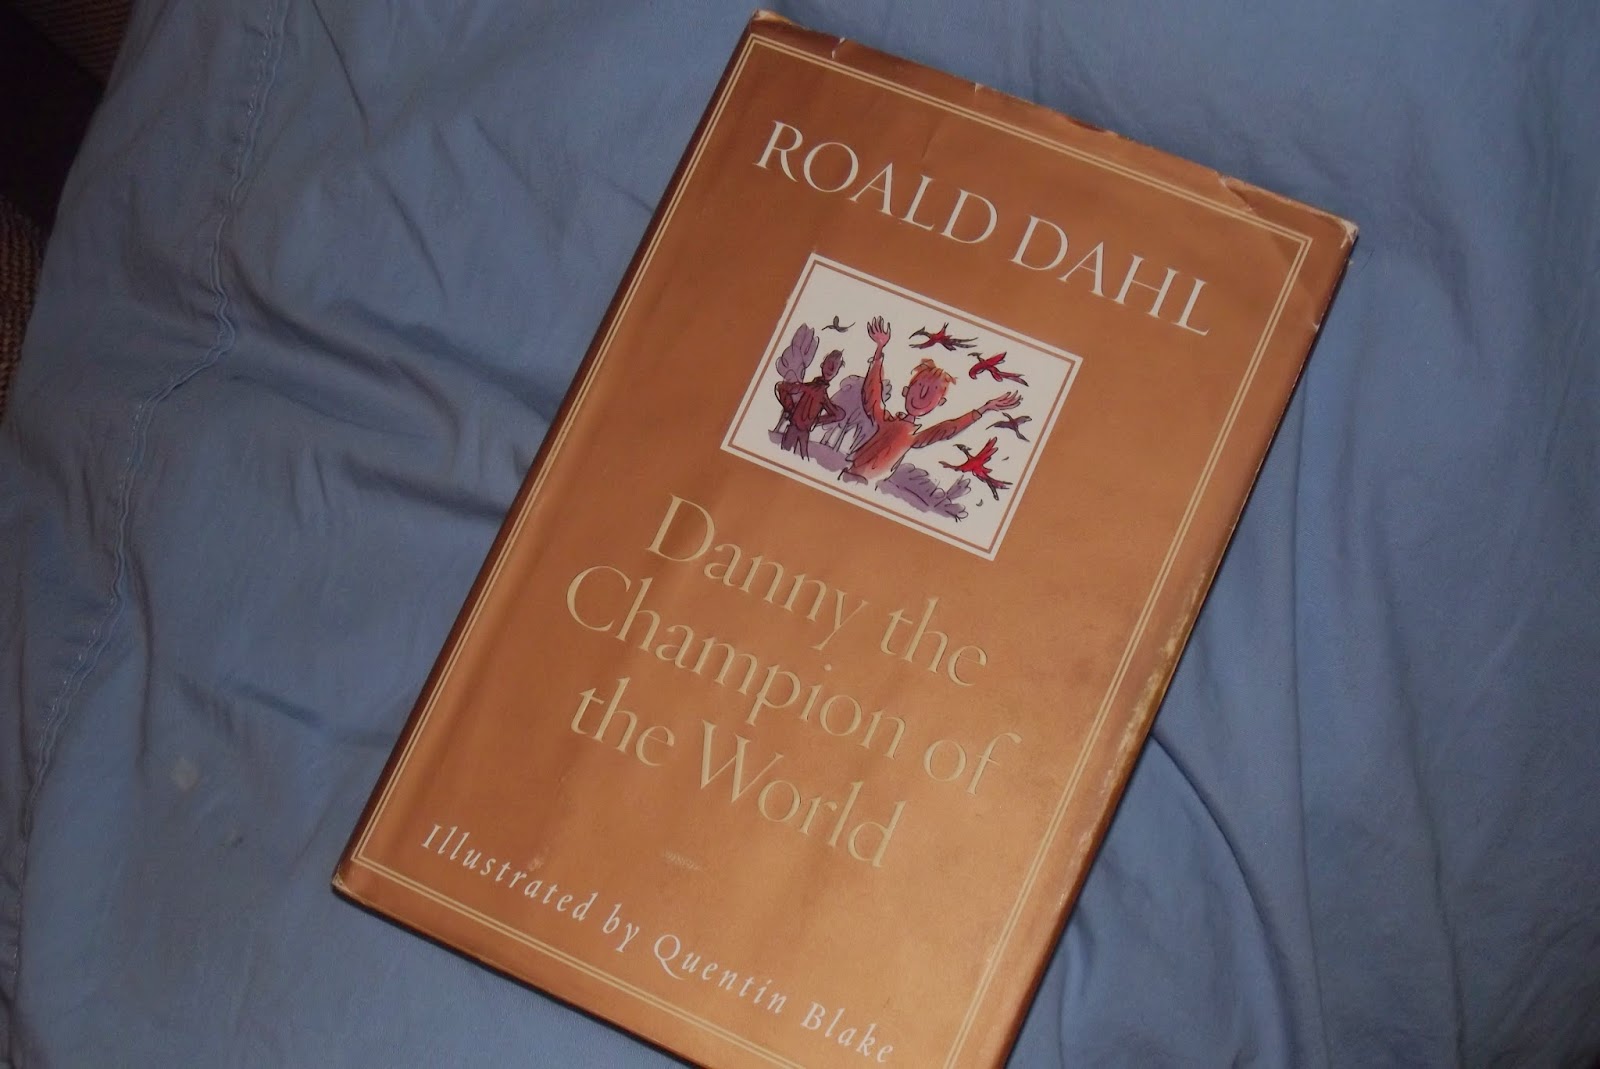 ROALD DAHL
Danny the
Champion of
the World
Illustrated by Quentin Blake